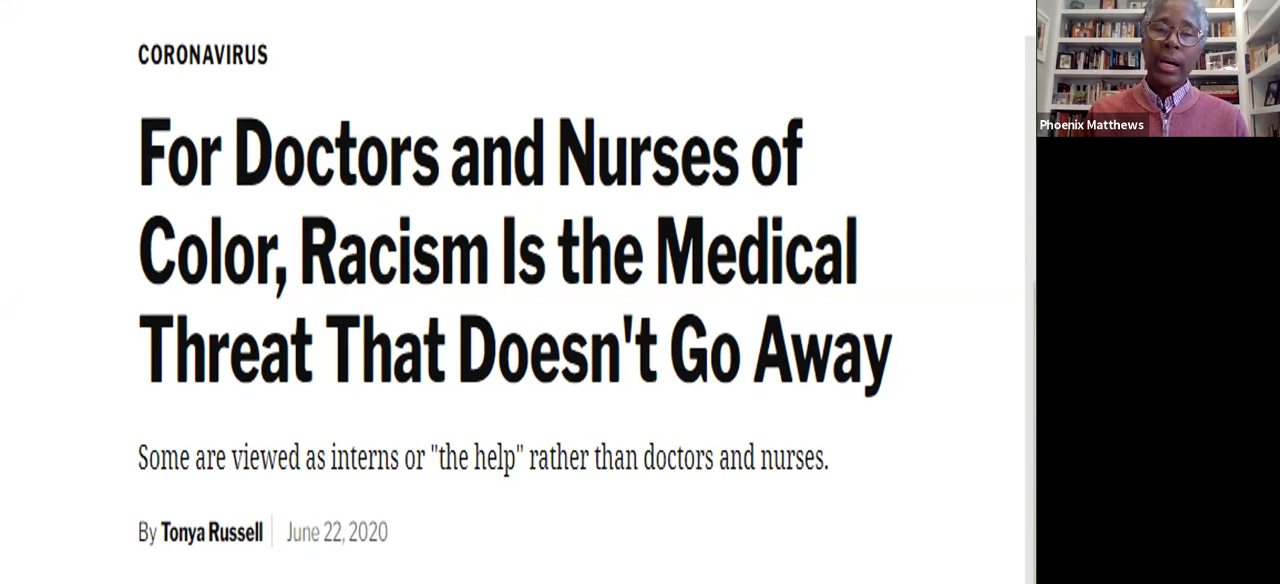 CORONAVIRUS
For Doctors and Nurses of
Color, Racism Is the Medical
Threat That Doesn't Go Away
Some are viewed as interns or "the help" rather than doctors and nurses.
By Tonya Russell June 22, 2020
Phoenix Matthews